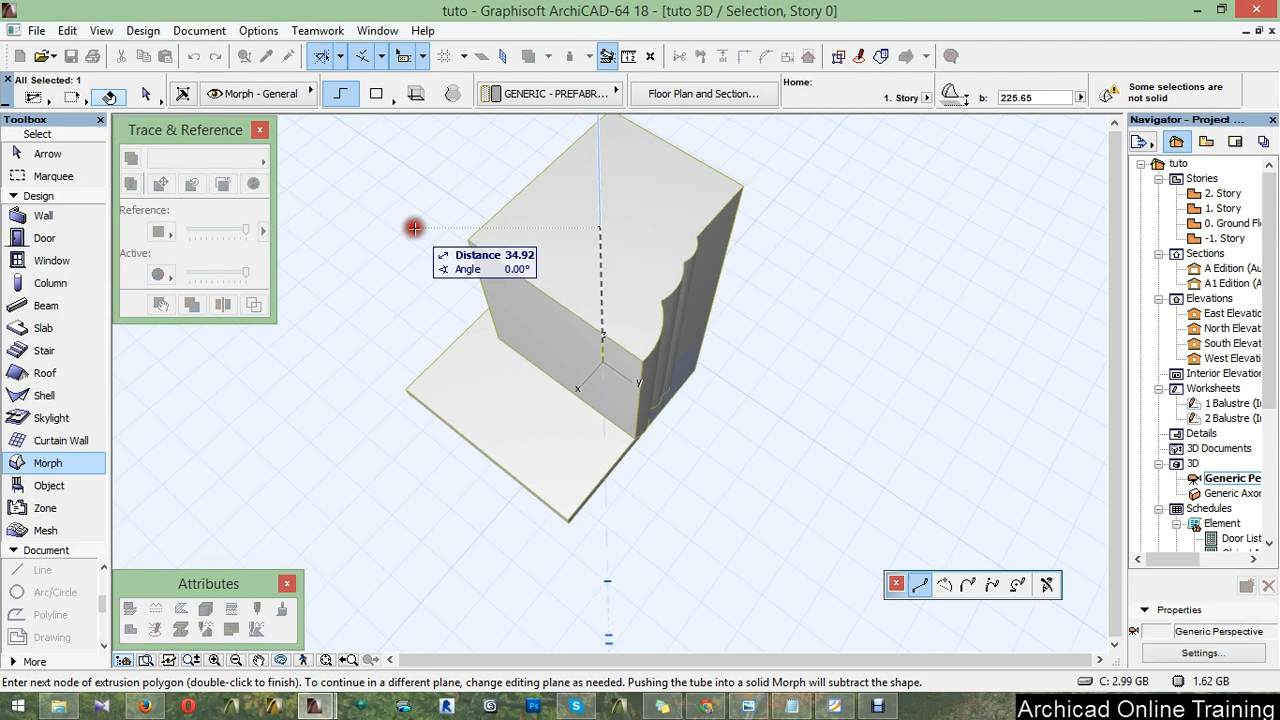 tuto - Graphisoft ArchiCAD-64 18 - [tuto 3D / Selection, Story 0]
File Edit View Design Document Options Teamwork Window Help
All Selected: 1
Morph - General
GENERIC - PREFABR...
Floor Plan and Section...
Home:
1. Story
b: 225.65
Some selections are
not solid
Toolbox
Select
Arrow
Marquee
Design
Wall
Door
Window
Column
Beam
Slab
Stair
Roof
Shell
Skylight
Curtain Wall
Morph
Object
Zone
Mesh
Document
Line
Arc/Circle
Polyline
Drawing
More
Trace & Reference
Reference:
Active:
Distance 34.92
Angle 0.00°
z
x
y
Attributes
Navigator - Project ...
tuto
Stories
2. Story
1. Story
0. Ground Fl
-1. Story
Sections
A Edition (Au
A1 Edition (A
Elevations
East Elevatio
North Elevat
South Elevat
West Elevati
Interior Elevation
Worksheets
1 Balustre (In
2 Balustre (In
Details
3D Documents
3D
Generic Pe
Generic Axor
Schedules
Element
Door List
Properties
Generic Perspective
Settings...
Enter next node of extrusion polygon (double-click to finish). To continue in a different plane, change editing plane as needed. Pushing the tube into a solid Morph will subtract the shape.
C: 2.99 GB
1.62 GB
Archicad Online Training